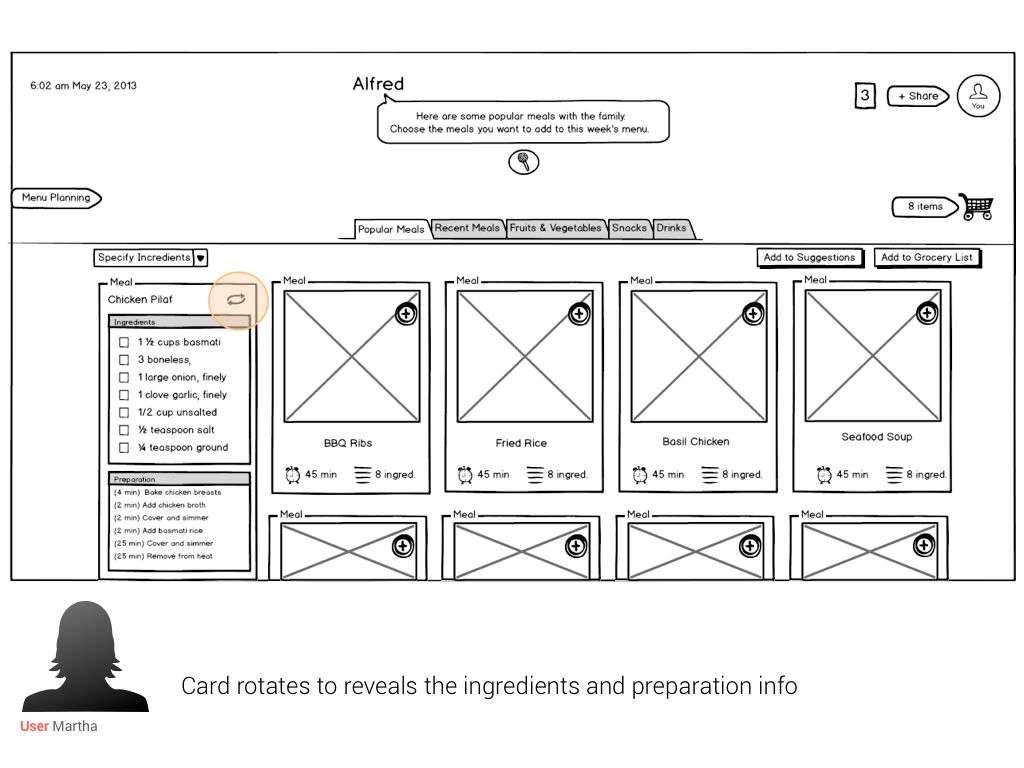 6:02 am May 23, 2013
Alfred
Here are some popular meals with the family.
Choose the meals you want to add to this week's menu.
3
+ Share
You
Menu Planning
8 items
Popular Meals
Recent Meals
Fruits & Vegetables
Snacks
Drinks
Specify Ingredients
Add to Suggestions
Add to Grocery List
Meal
Chicken Pilaf
Ingredients
1 ½ cups basmati
3 boneless,
1 large onion, finely
1 clove garlic, finely
1/2 cup unsalted
½ teaspoon salt
¼ teaspoon ground
Preparation
(4 min) Bake chicken breasts
(2 min) Add chicken broth
(2 min) Cover and simmer
(2 min) Add basmati rice
(25 min) Cover and simmer
(25 min) Remove from heat
Meal
BBQ Ribs
45 min
8 ingred.
Meal
Fried Rice
45 min
8 ingred.
Meal
Basil Chicken
45 min
8 ingred.
Meal
Seafood Soup
45 min
8 ingred.
Meal
Meal
Meal
Meal
Card rotates to reveals the ingredients and preparation info
User Martha